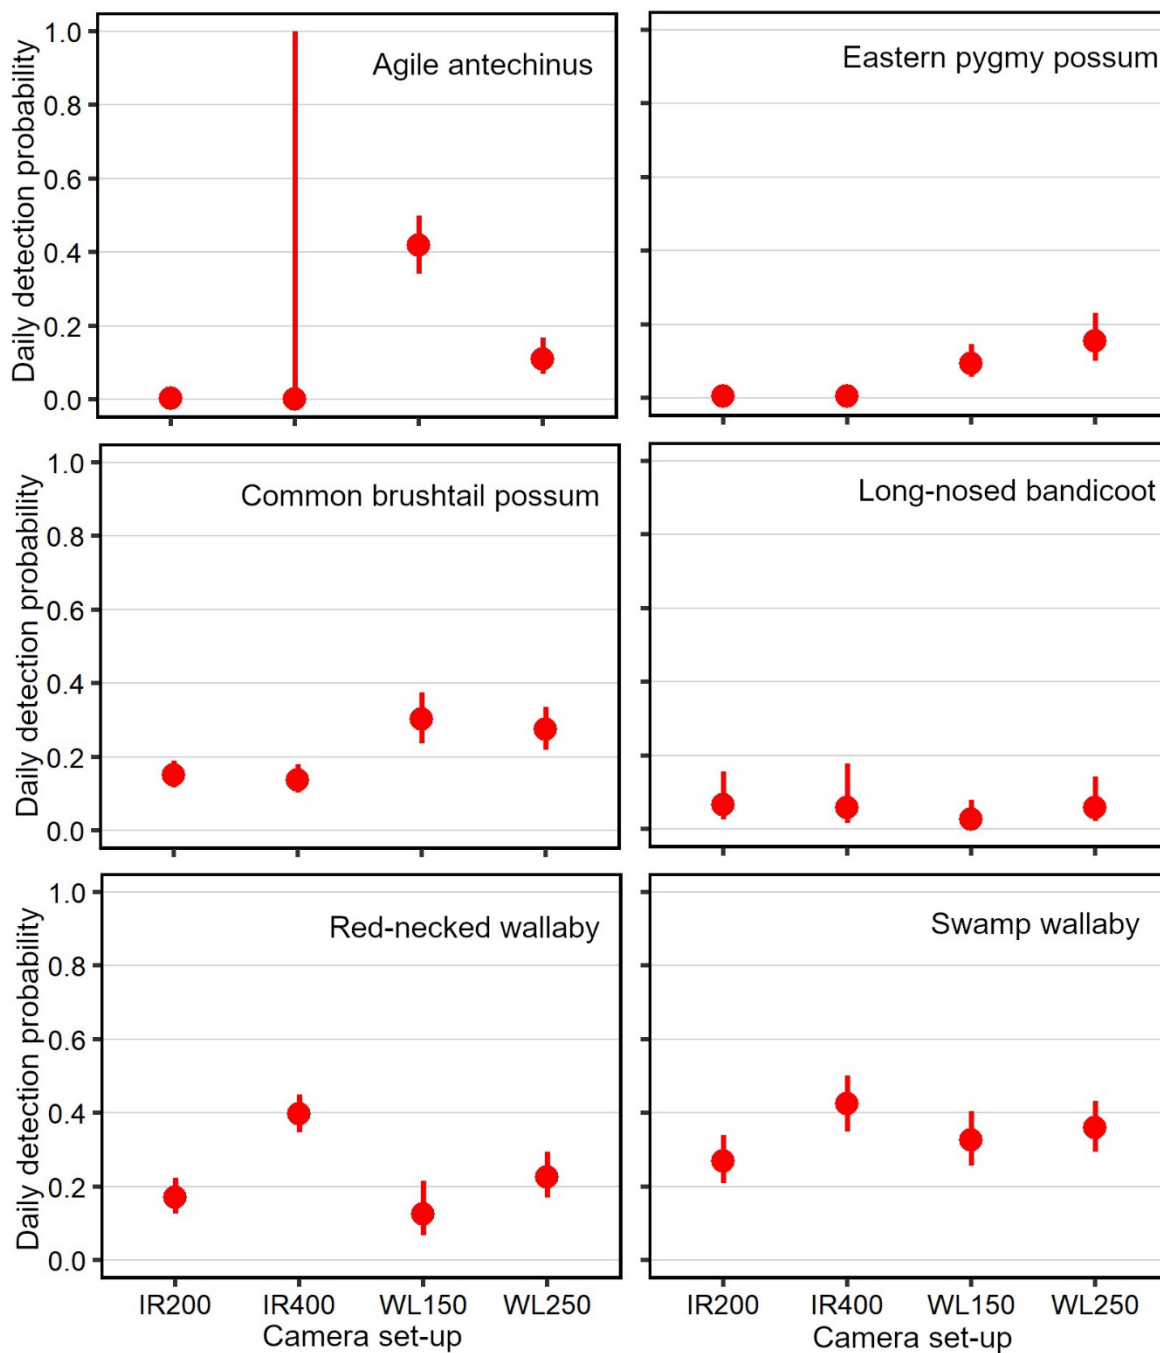 Daily detection probability
1.0
0.8
0.6
0.4
0.2
0.0
Agile antechinus
Eastern pygmy possum
Daily detection probability
1.0
0.8
0.6
0.4
0.2
0.0
Common brushtail possum
Long-nosed bandicoot
Daily detection probability
1.0
0.8
0.6
0.4
0.2
0.0
Red-necked wallaby
Swamp wallaby
IR200 IR400 WL150 WL250
Camera set-up
IR200 IR400 WL150 WL250
Camera set-up